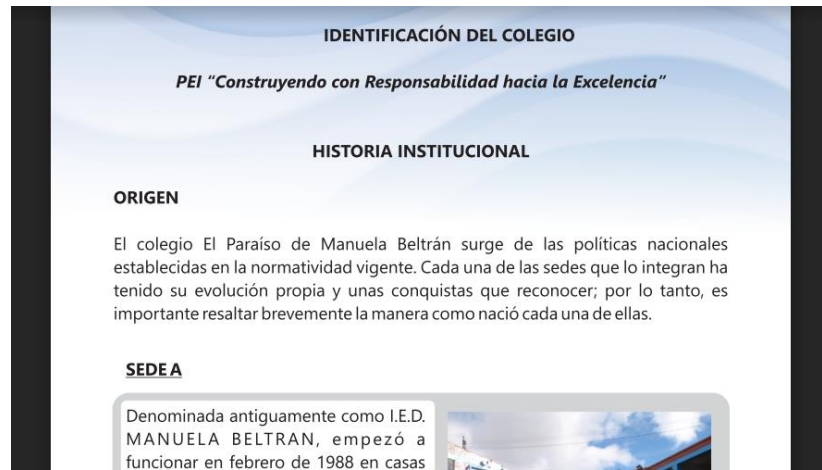 IDENTIFICACIÓN DEL COLEGIO
PEI “Construyendo con Responsabilidad hacia la Excelencia”
HISTORIA INSTITUCIONAL
ORIGEN
El colegio El Paraíso de Manuela Beltrán surge de las políticas nacionales
establecidas en la normatividad vigente. Cada una de las sedes que lo integran ha
tenido su evolución propia y unas conquistas que reconocer; por lo tanto, es
importante resaltar brevemente la manera como nació cada una de ellas.
SEDE A
Denominada antiguamente como I.E.D.
MANUELA BELTRAN, empezó a
funcionar en febrero de 1988 en casas